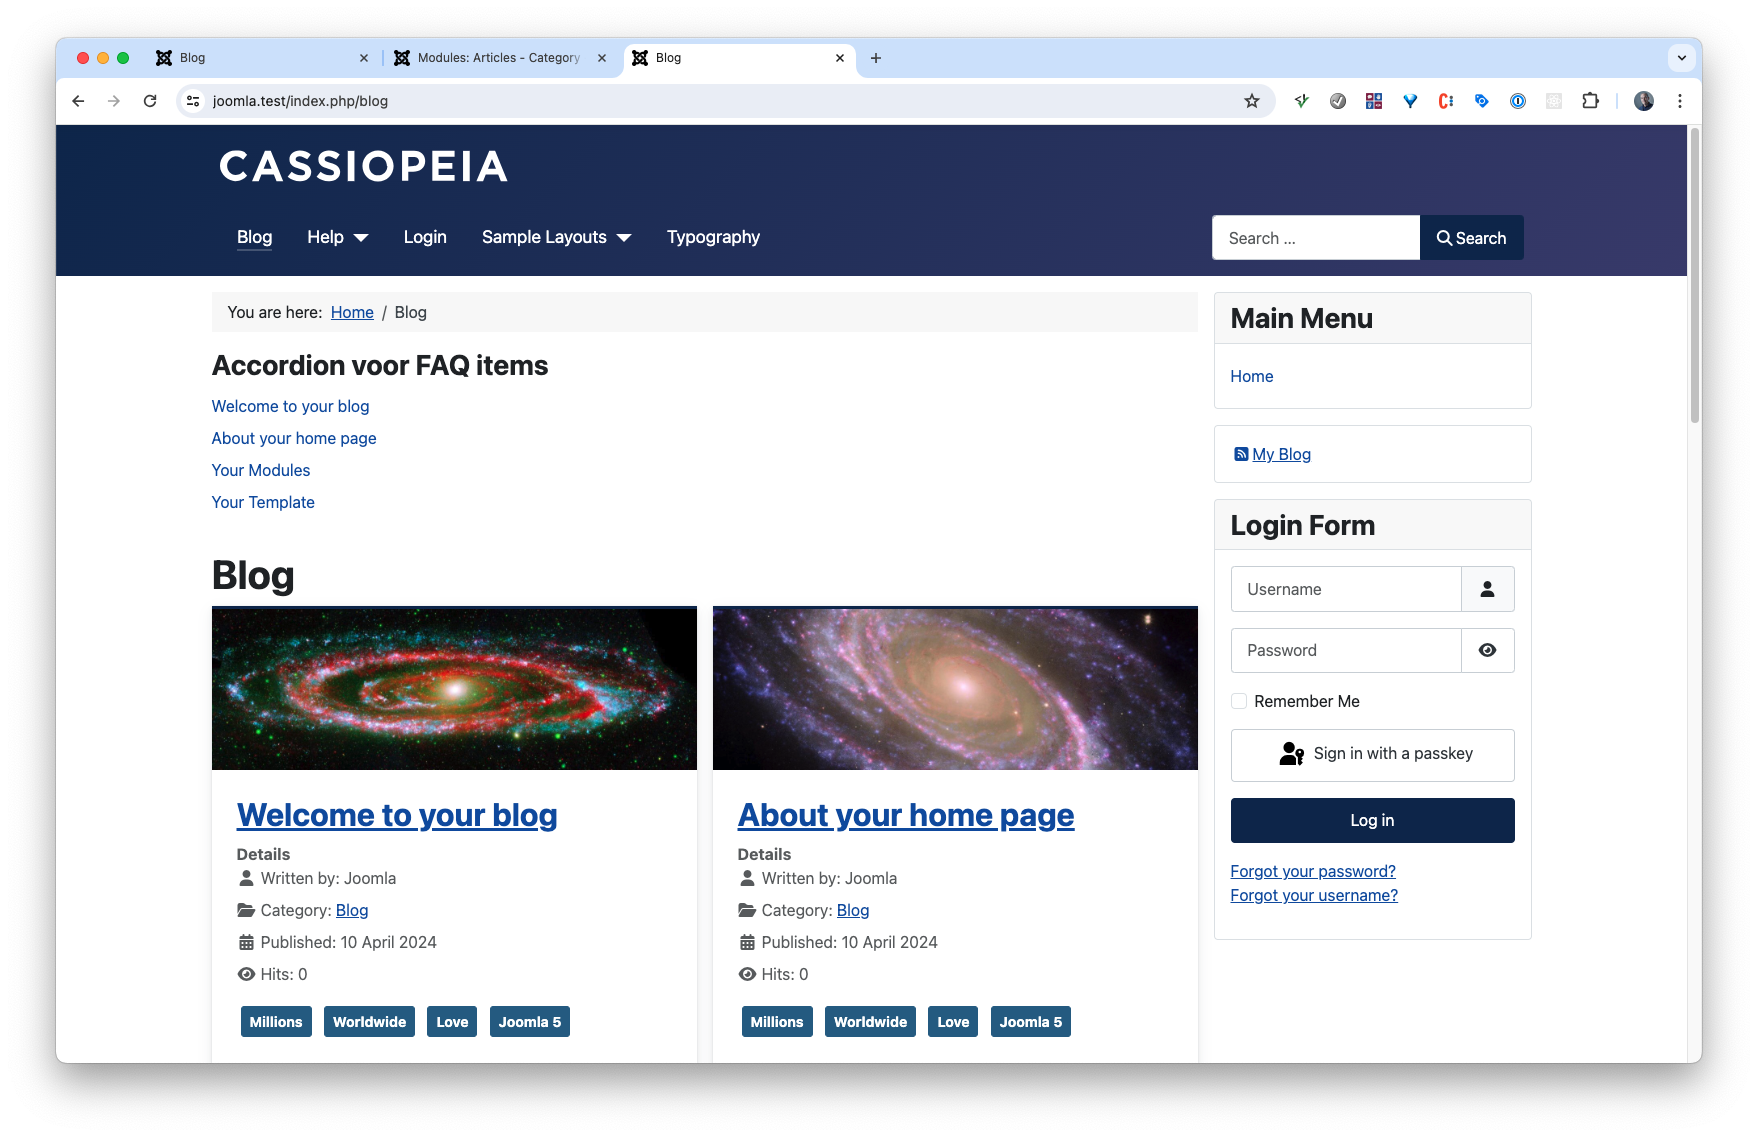 Blog
Modules: Articles - Category
Blog
joomla.test/index.php/blog
CASSIOPEIA
Blog Help Login Sample Layouts Typography
Search ... Search
You are here: Home / Blog
Accordion voor FAQ items
Welcome to your blog
About your home page
Your Modules
Your Template
Blog
Welcome to your blog
Details
Written by: Joomla
Category: Blog
Published: 10 April 2024
Hits: 0
Millions Worldwide Love Joomla 5
About your home page
Details
Written by: Joomla
Category: Blog
Published: 10 April 2024
Hits: 0
Millions Worldwide Love Joomla 5
Main Menu
Home
My Blog
Login Form
Username
Password
Remember Me
Sign in with a passkey
Log in
Forgot your password?
Forgot your username?